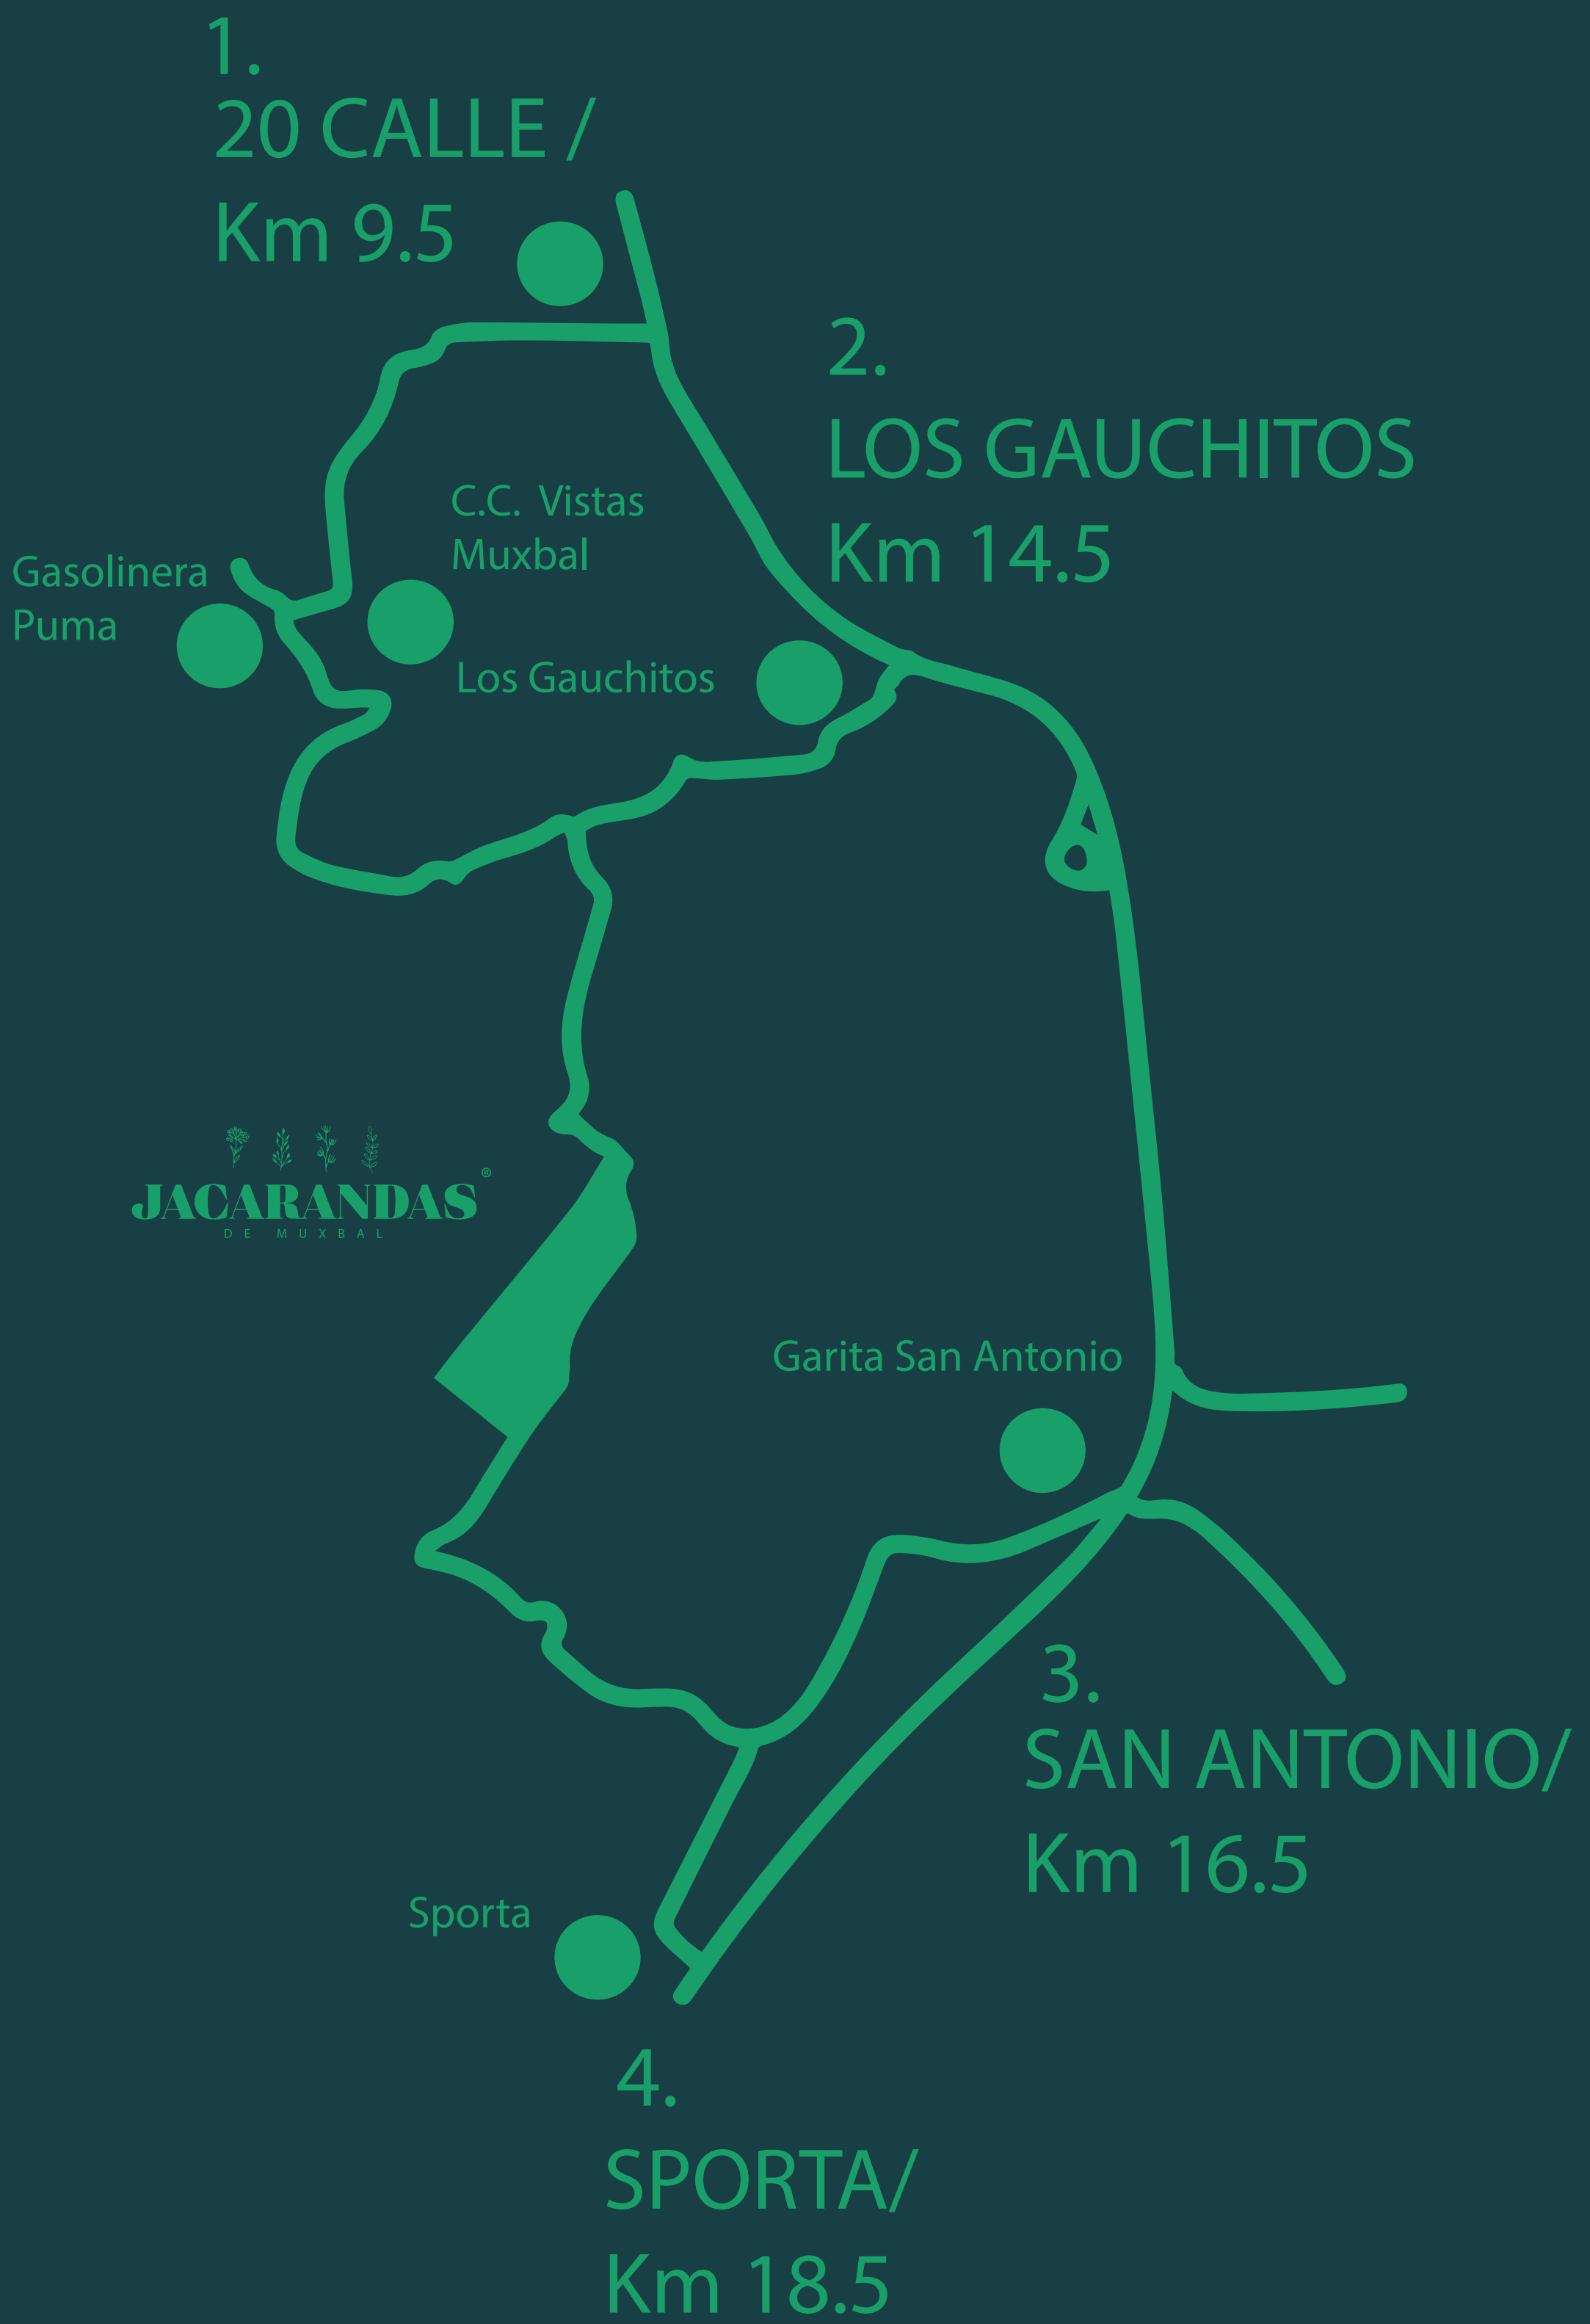 1.
20 CALLE /
Km 9.5
2.
LOS GAUCHITOS
Km 14.5
C.C. Vistas
Muxbal
Gasolinera
Puma
Los Gauchitos
JACARANDAS®
DE MUXBAL
Garita San Antonio
3.
SAN ANTONIO/
Km 16.5
Sporta
4.
SPORTA/
Km 18.5